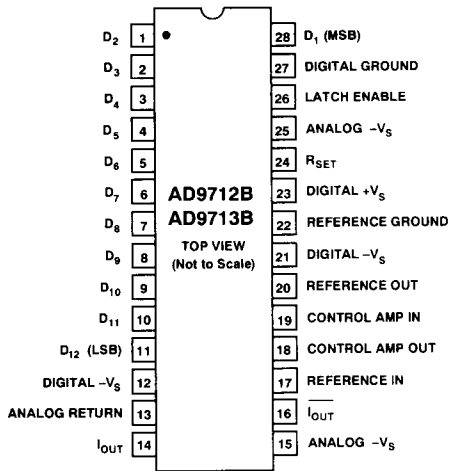 D2 1 28 D1 (MSB)
D3 2 27 DIGITAL GROUND
D4 3 26 LATCH ENABLE
D5 4 25 ANALOG –VS
D6 5 24 RSET
D7 6 AD9712B 23 DIGITAL +VS
D8 7 AD9713B 22 REFERENCE GROUND
TOP VIEW
D9 8 (Not to Scale) 21 DIGITAL –VS
D10 9 20 REFERENCE OUT
D11 10 19 CONTROL AMP IN
D12 (LSB) 11 18 CONTROL AMP OUT
DIGITAL –VS 12 17 REFERENCE IN
ANALOG RETURN 13 16 IOUT
IOUT 14 15 ANALOG –VS